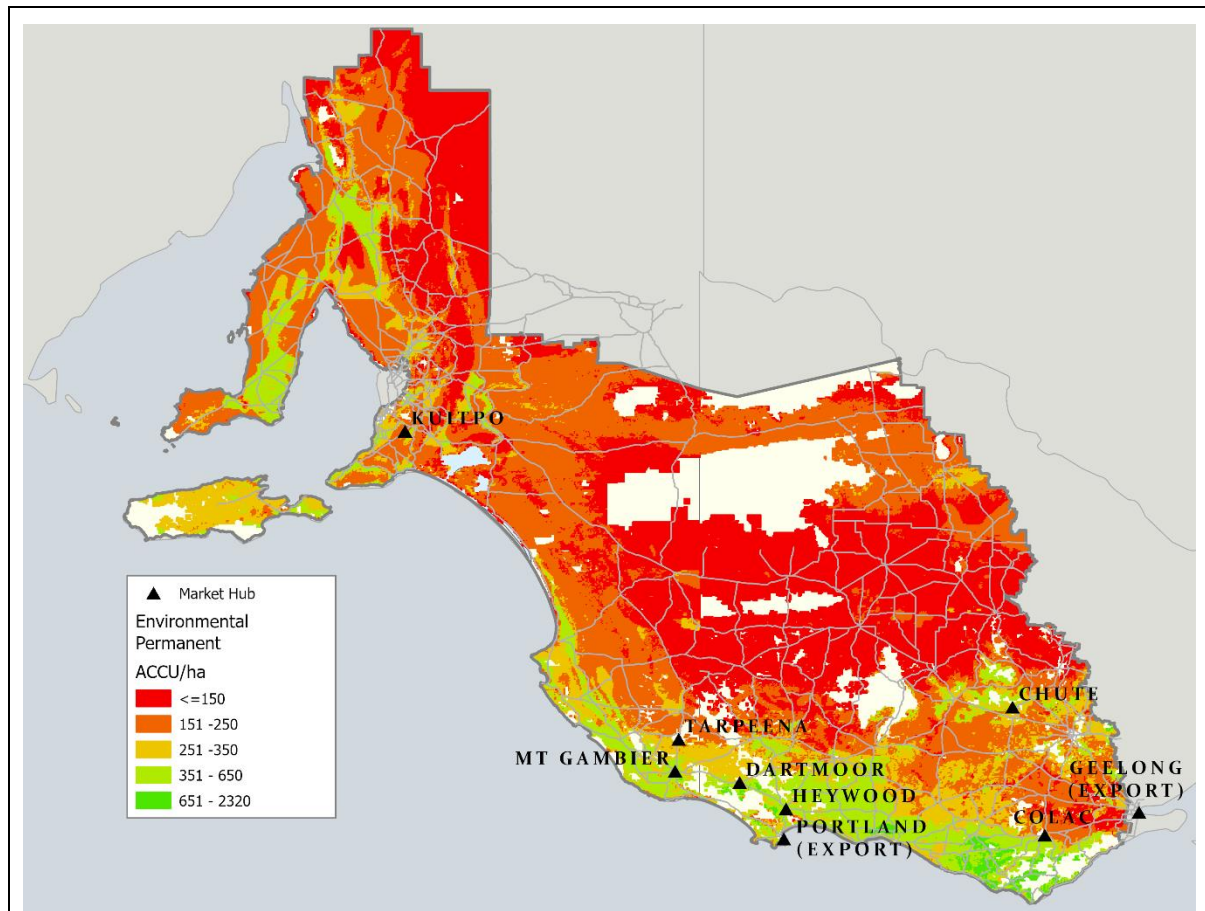 KUITPO
Market Hub
Environmental
Permanent
ACCU/ha
<=150
151 -250
251 -350
351 - 650
651 - 2320
CHUTE
TARPEENA
MT GAMBIER
DARTMOOR
HEYWOOD
PORTLAND
(EXPORT)
GEELONG
(EXPORT)
COLAC